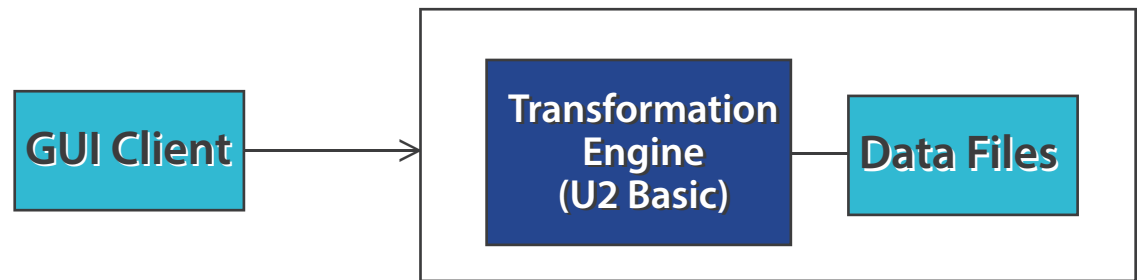 GUI Client
Transformation
Engine
(U2 Basic)
Data Files